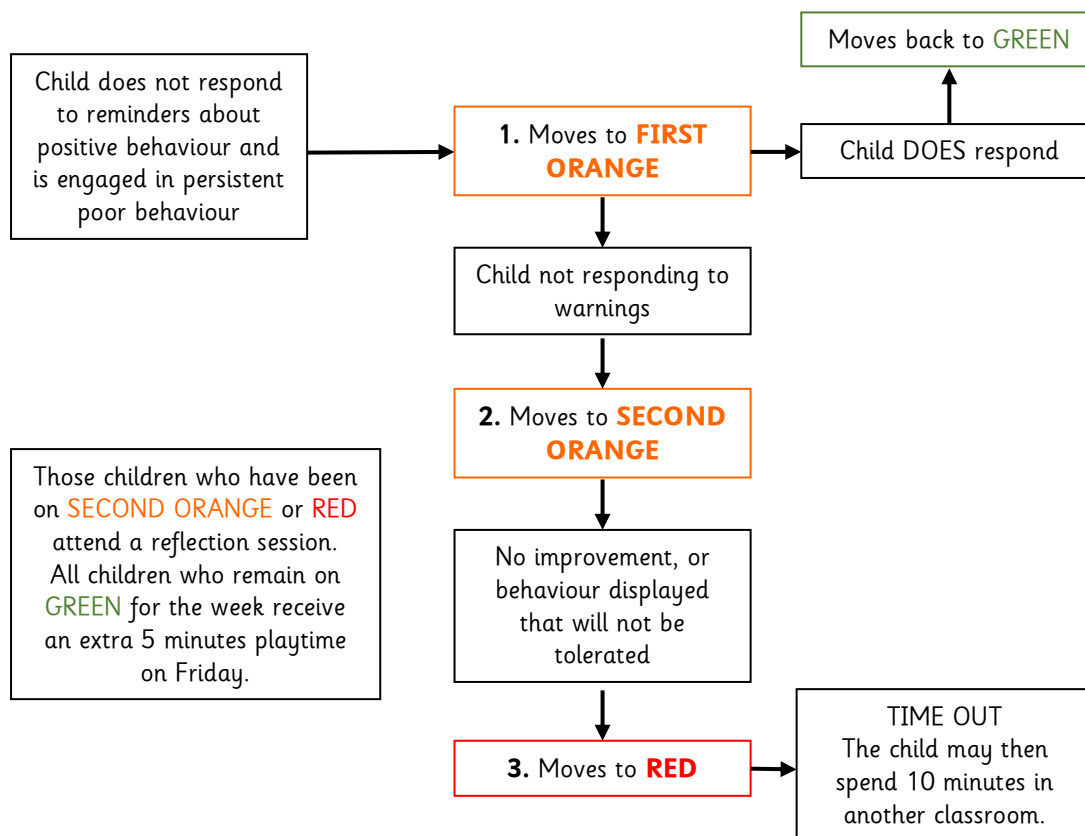 Child does not respond
to reminders about
positive behaviour and
is engaged in persistent
poor behaviour
1. Moves to FIRST
ORANGE
Moves back to GREEN
Child DOES respond
Child not responding to
warnings
2. Moves to SECOND
ORANGE
Those children who have been
on SECOND ORANGE or RED
attend a reflection session.
All children who remain on
GREEN for the week receive
an extra 5 minutes playtime
on Friday.
No improvement, or
behaviour displayed
that will not be
tolerated
3. Moves to RED
TIME OUT
The child may then
spend 10 minutes in
another classroom.